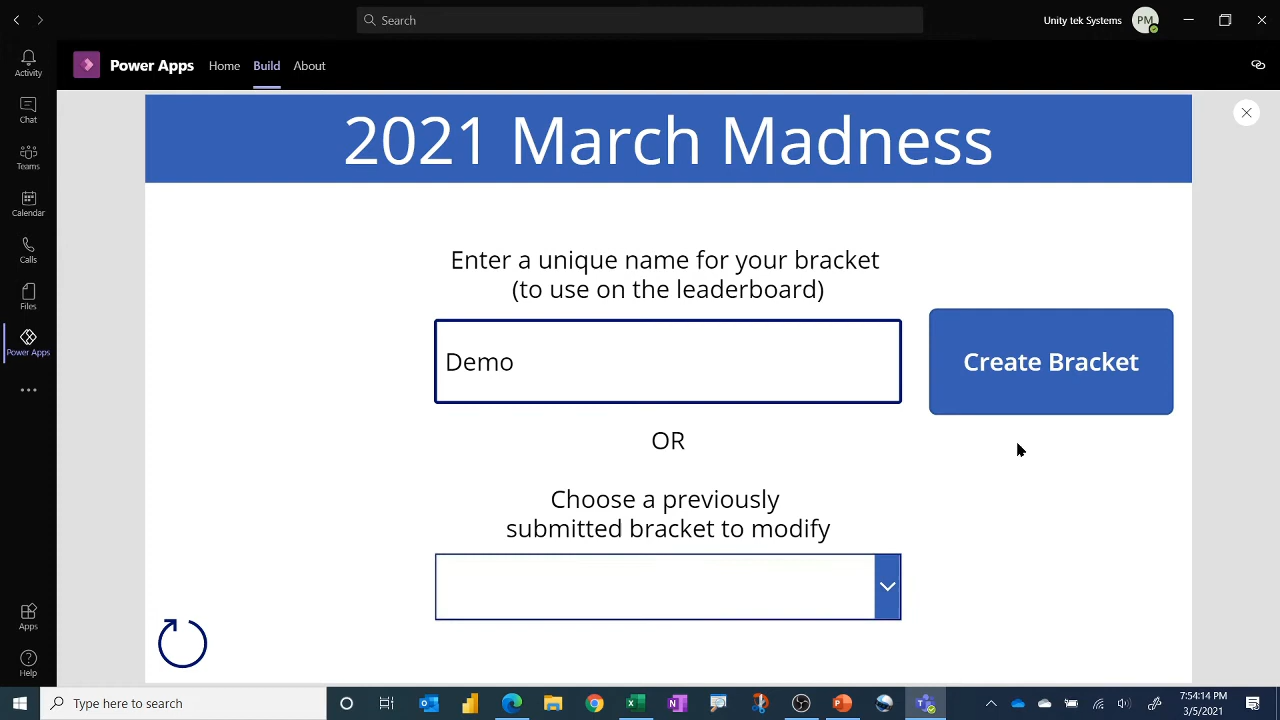 Search
Unity tek Systems
PM
Power Apps
Home
Build
About
Activity
Chat
Teams
Calendar
Calls
Files
Power Apps
Apps
Help
2021 March Madness
Enter a unique name for your bracket
(to use on the leaderboard)
Demo
Create Bracket
OR
Choose a previously
submitted bracket to modify
Type here to search
7:54:14 PM
3/5/2021